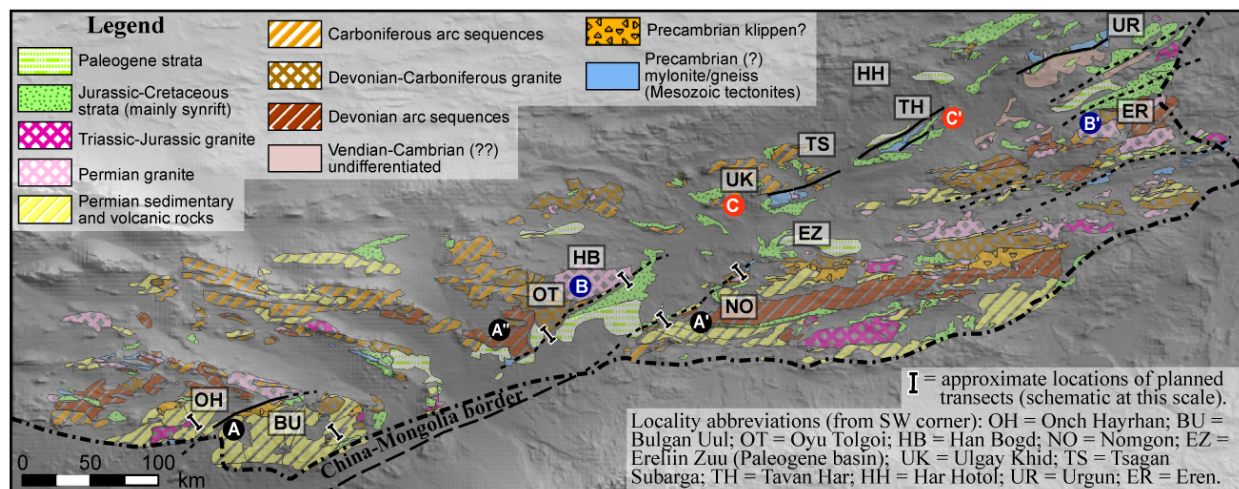 Legend
Paleogene strata
Jurassic-Cretaceous
strata (mainly synrift)
Triassic-Jurassic granite
Permian granite
Permian sedimentary
and volcanic rocks
Carboniferous arc sequences
Devonian-Carboniferous granite
Devonian arc sequences
Vendian-Cambrian (??)
undifferentiated
Precambrian klippen?
Precambrian (?)
mylonite/gneiss
(Mesozoic tectonites)
UR
HH
TH
C'
B'
ER
TS
UK
C
EZ
HB
B
OT
A''
NO
A'
OH
A
BU
China-Mongolia border
0 50 100
km
I = approximate locations of planned
transects (schematic at this scale).
Locality abbreviations (from SW corner): OH = Onch Hayrhan; BU =
Bulgan Uul; OT = Oyu Tolgoi; HB = Han Bogd; NO = Nomgon; EZ =
Ereliin Zuu (Paleogene basin); UK = Ulgay Khid; TS = Tsagan
Subarga; TH = Tavan Har; HH = Har Hotol; UR = Urgun; ER = Eren.